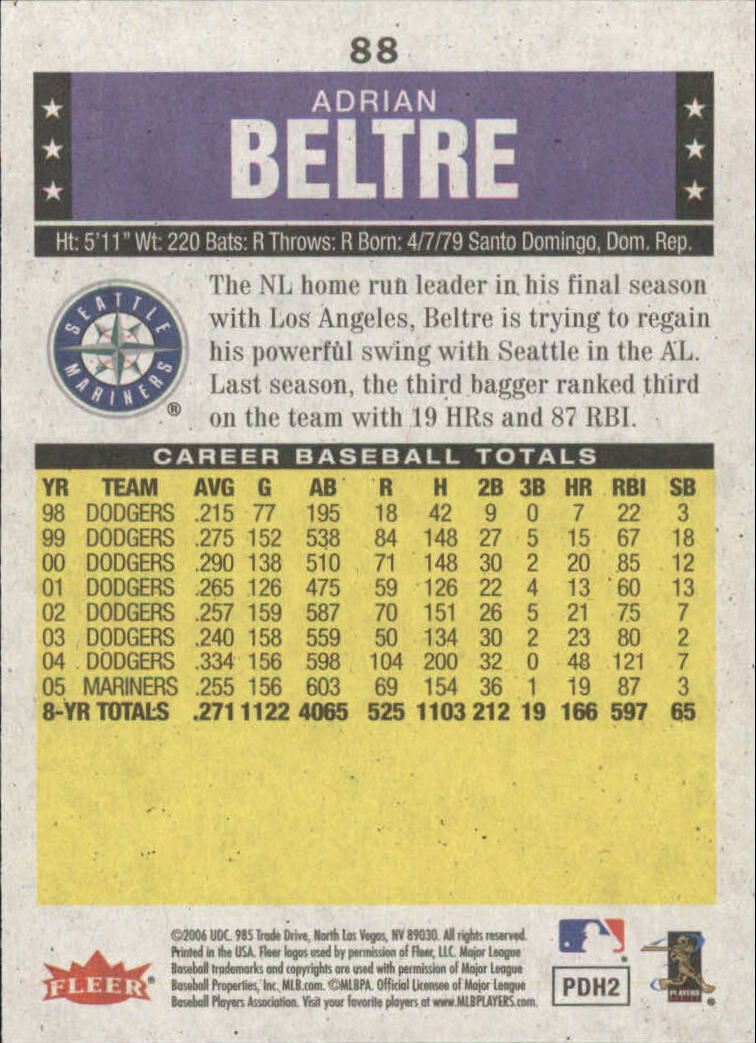 88
ADRIAN
BELTRE
Ht: 5'11" Wt: 220 Bats: R Throws: R Born: 4/7/79 Santo Domingo, Dom. Rep.
SEATTLE
MARINERS
®
The NL home run leader in his final season
with Los Angeles, Beltre is trying to regain
his powerful swing with Seattle in the AL.
Last season, the third bagger ranked third
on the team with 19 HRs and 87 RBI.
CAREER BASEBALL TOTALS
YR TEAM AVG G AB R H 2B 3B HR RBI SB
98 DODGERS .215 77 195 18 42 9 0 7 22 3
99 DODGERS .275 152 538 84 148 27 5 15 67 18
00 DODGERS .290 138 510 71 148 30 2 20 85 12
01 DODGERS .265 126 475 59 126 22 4 13 60 13
02 DODGERS .257 159 587 70 151 26 5 21 75 7
03 DODGERS .240 158 559 50 134 30 2 23 80 2
04 DODGERS .334 156 598 104 200 32 0 48 121 7
05 MARINERS .255 156 603 69 154 36 1 19 87 3
8-YR TOTALS .271 1122 4065 525 1103 212 19 166 597 65
FLEER®
©2006 UDC. 985 Trade Drive, North Las Vegas, NV 89030. All rights reserved.
Printed in the USA. Fleer logos used by permission of Fleer, LLC. Major League
Baseball trademarks and copyrights are used with permission of Major League
Baseball Properties, Inc. MLB.com. ©MLBPA. Official Licensee of Major League
Baseball Players Association. Visit your favorite players at www.MLBPLAYERS.com.
®
PDH2
PLAYERS
®